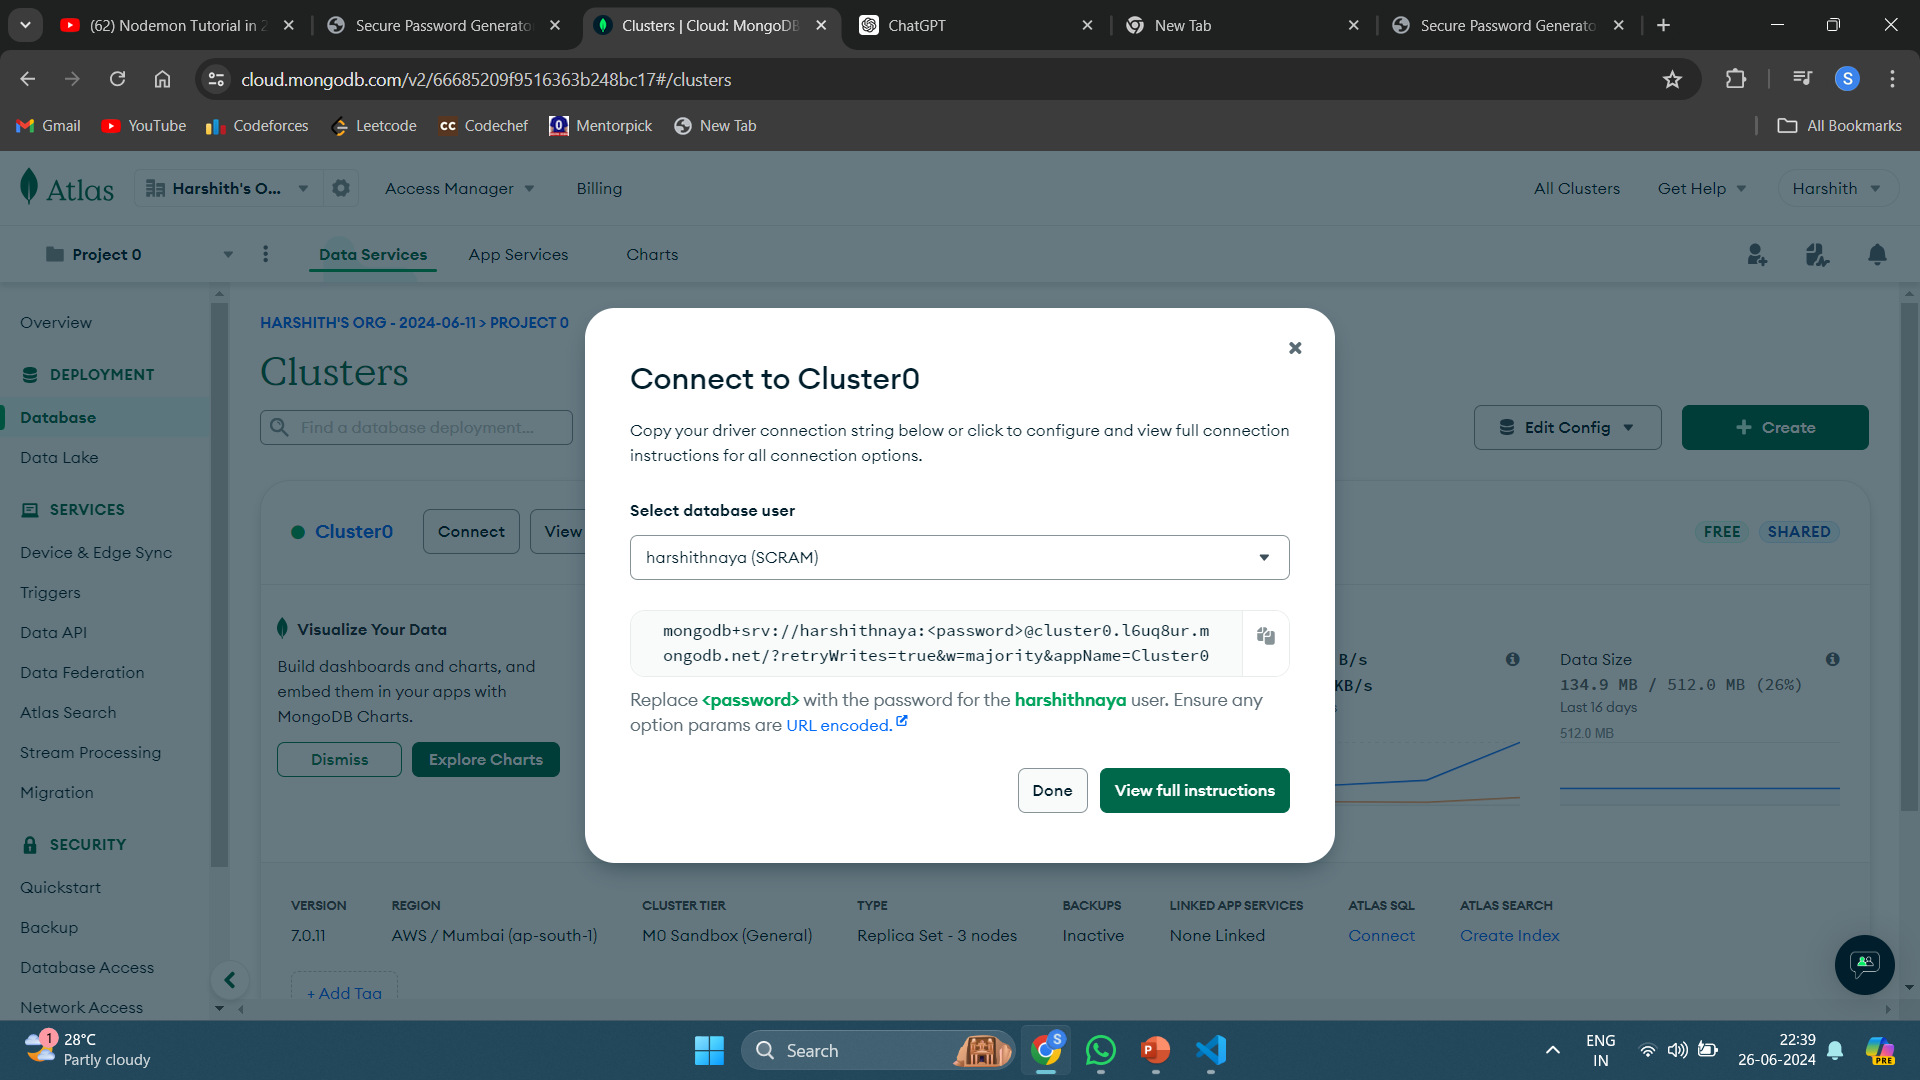 (62) Nodemon Tutorial in 2
Secure Password Generato
Clusters | Cloud: MongoDB
ChatGPT
New Tab
Secure Password Generato
cloud.mongodb.com/v2/66685209f9516363b248bc17#/clusters
S
Gmail
YouTube
Codeforces
Leetcode
CC Codechef
Mentorpick
New Tab
All Bookmarks
Atlas
Harshith's O...
Access Manager
Billing
All Clusters
Get Help
Harshith
Project 0
Data Services
App Services
Charts
Overview
DEPLOYMENT
Database
Data Lake
SERVICES
Device & Edge Sync
Triggers
Data API
Data Federation
Atlas Search
Stream Processing
Migration
SECURITY
Quickstart
Backup
Database Access
Network Access
HARSHITH'S ORG - 2024-06-11 > PROJECT 0
Clusters
Find a database deployment...
Edit Config
+ Create
Cluster0
Connect
View
FREE
SHARED
Visualize Your Data
Build dashboards and charts, and
embed them in your apps with
MongoDB Charts.
Dismiss
Explore Charts
Connect to Cluster0
Copy your driver connection string below or click to configure and view full connection
instructions for all connection options.
Select database user
harshithnaya (SCRAM)
mongodb+srv://harshithnaya:<password>@cluster0.l6uq8ur.m
ongodb.net/?retryWrites=true&w=majority&appName=Cluster0
Replace <password> with the password for the harshithnaya user. Ensure any
option params are URL encoded.
Done
View full instructions
B/s
KB/s
Data Size
134.9 MB / 512.0 MB (26%)
Last 16 days
512.0 MB
VERSION
REGION
CLUSTER TIER
TYPE
BACKUPS
LINKED APP SERVICES
ATLAS SQL
ATLAS SEARCH
7.0.11
AWS / Mumbai (ap-south-1)
M0 Sandbox (General)
Replica Set - 3 nodes
Inactive
None Linked
Connect
Create Index
+ Add Tag
1
28°C
Partly cloudy
Search
S
P
ENG
IN
22:39
26-06-2024
PRE